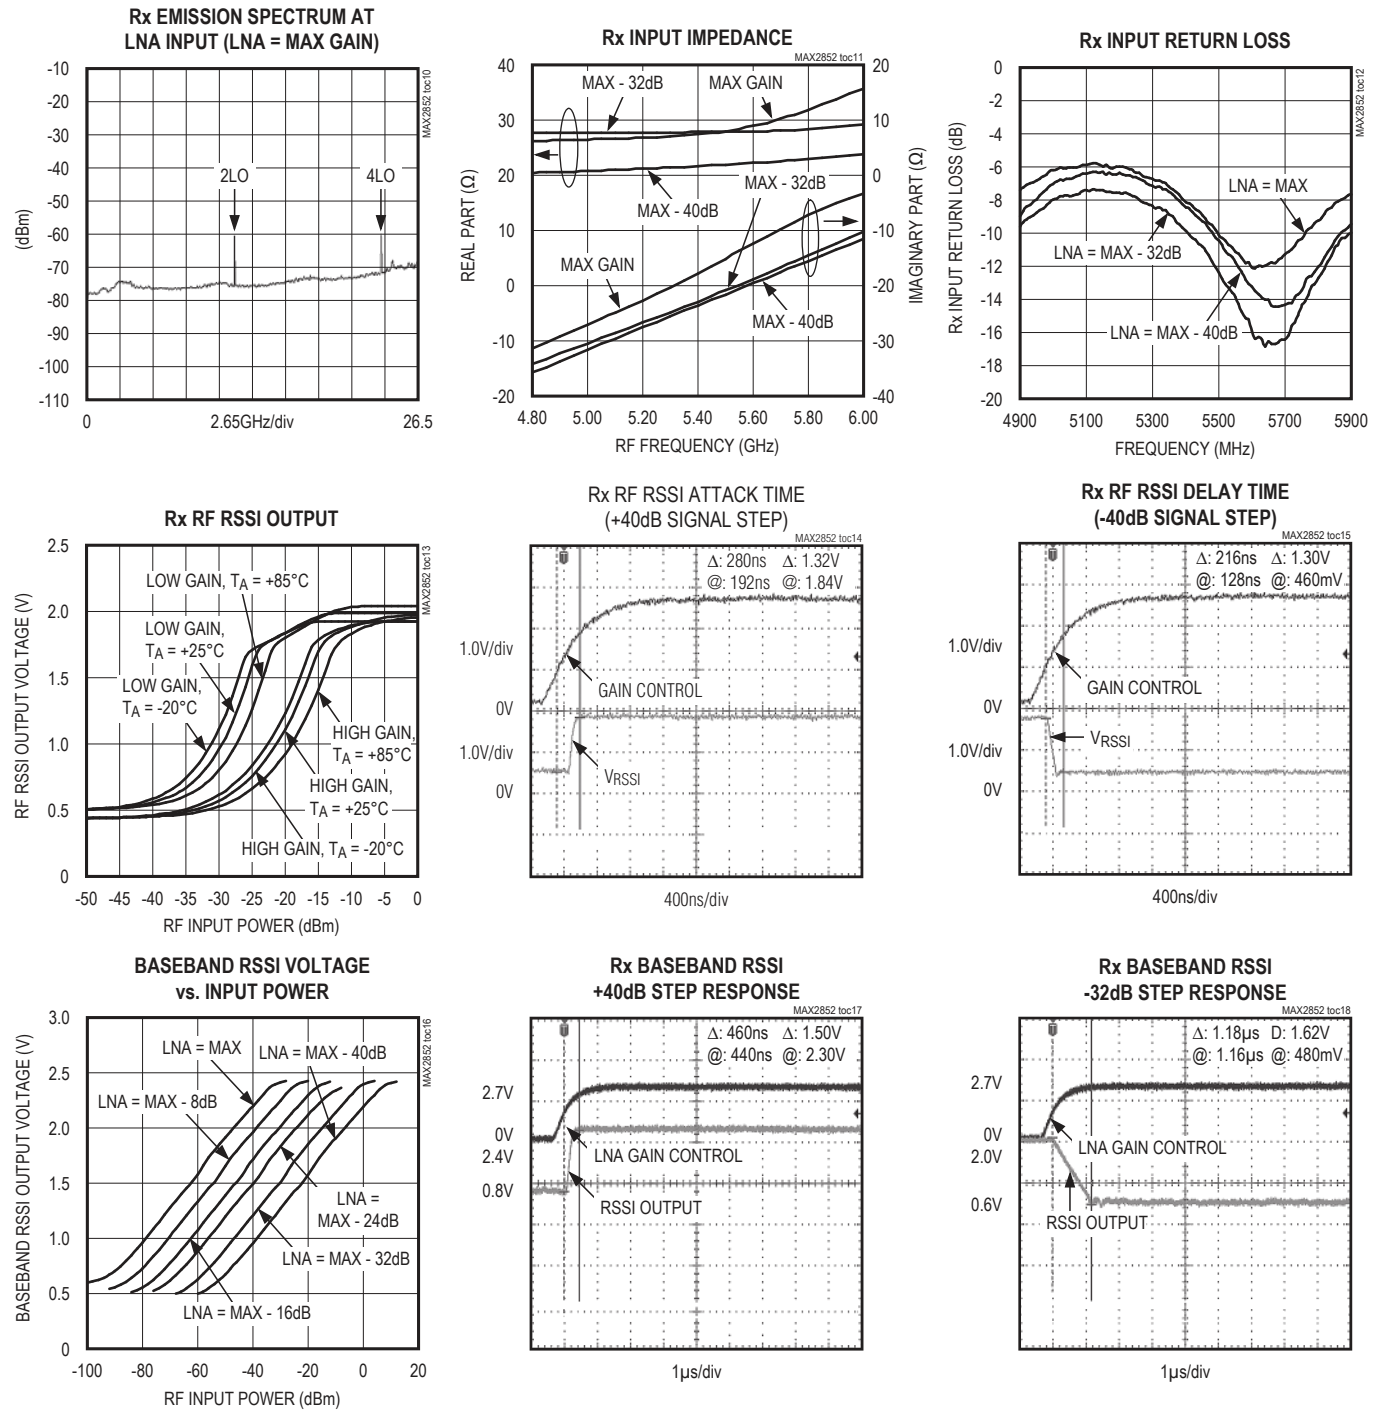 Rx EMISSION SPECTRUM AT
LNA INPUT (LNA = MAX GAIN)
MAX2852 toc10
(dBm)
-10
-20
-30
-40
-50
-60
-70
-80
-90
-100
-110
2LO
4LO
0
2.65GHz/div
26.5
Rx INPUT IMPEDANCE
MAX2852 toc11
REAL PART (Ω)
40
30
20
10
0
-10
-20
MAX - 32dB
MAX GAIN
MAX - 32dB
MAX - 40dB
MAX GAIN
MAX - 40dB
20
10
0
-10
-20
-30
-40
IMAGINARY PART (Ω)
4.80 5.00 5.20 5.40 5.60 5.80 6.00
RF FREQUENCY (GHz)
Rx INPUT RETURN LOSS
MAX2852 toc12
Rx INPUT RETURN LOSS (dB)
0
-2
-4
-6
-8
-10
-12
-14
-16
-18
-20
LNA = MAX
LNA = MAX - 32dB
LNA = MAX - 40dB
4900 5100 5300 5500 5700 5900
FREQUENCY (MHz)
Rx RF RSSI OUTPUT
MAX2852 toc13
RF RSSI OUTPUT VOLTAGE (V)
2.5
2.0
1.5
1.0
0.5
0
LOW GAIN, TA = +85°C
LOW GAIN,
TA = +25°C
LOW GAIN,
TA = -20°C
HIGH GAIN,
TA = +85°C
HIGH GAIN,
TA = +25°C
HIGH GAIN, TA = -20°C
-50 -45 -40 -35 -30 -25 -20 -15 -10 -5 0
RF INPUT POWER (dBm)
Rx RF RSSI ATTACK TIME
(+40dB SIGNAL STEP)
MAX2852 toc14
Δ: 280ns Δ: 1.32V
@: 192ns @: 1.84V
1.0V/div
GAIN CONTROL
0V
1.0V/div
VRSSI
0V
400ns/div
Rx RF RSSI DELAY TIME
(-40dB SIGNAL STEP)
MAX2852 toc15
Δ: 216ns Δ: 1.30V
@: 128ns @: 460mV
1.0V/div
GAIN CONTROL
0V
VRSSI
1.0V/div
0V
400ns/div
BASEBAND RSSI VOLTAGE
vs. INPUT POWER
MAX2852 toc16
BASEBAND RSSI OUTPUT VOLTAGE (V)
3.0
2.5
2.0
1.5
1.0
0.5
0
LNA = MAX
LNA = MAX - 40dB
LNA = MAX - 8dB
LNA =
MAX - 24dB
LNA = MAX - 32dB
LNA = MAX - 16dB
-100 -80 -60 -40 -20 0 20
RF INPUT POWER (dBm)
Rx BASEBAND RSSI
+40dB STEP RESPONSE
MAX2852 toc17
Δ: 460ns Δ: 1.50V
@: 440ns @: 2.30V
2.7V
0V
LNA GAIN CONTROL
2.4V
0.8V
RSSI OUTPUT
1µs/div
Rx BASEBAND RSSI
-32dB STEP RESPONSE
MAX2852 toc18
Δ: 1.18µs D: 1.62V
@: 1.16µs @: 480mV
2.7V
0V
LNA GAIN CONTROL
2.0V
0.6V
RSSI OUTPUT
1µs/div